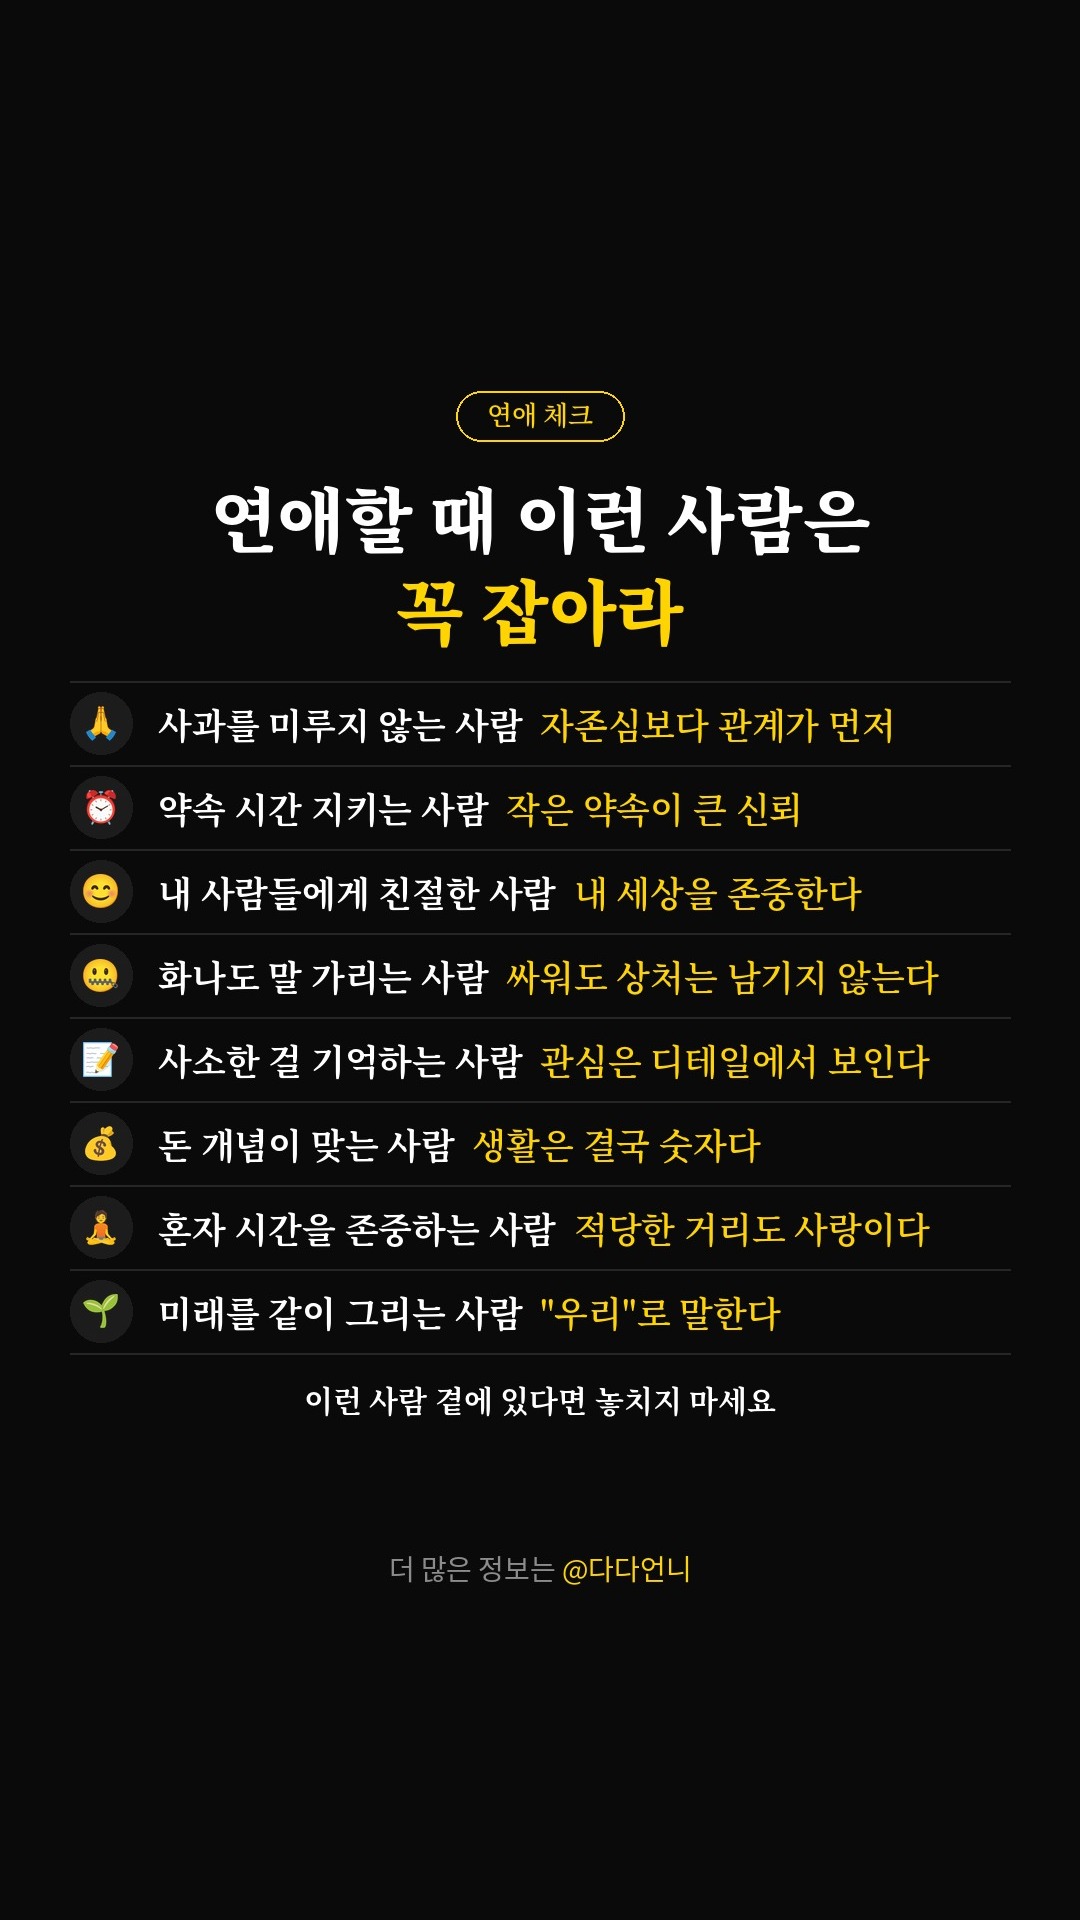 연애 체크
연애할 때 이런 사람은
꼭 잡아라
사과를 미루지 않는 사람 자존심보다 관계가 먼저
약속 시간 지키는 사람 작은 약속이 큰 신뢰
내 사람들에게 친절한 사람 내 세상을 존중한다
화나도 말 가리는 사람 싸워도 상처는 남기지 않는다
사소한 걸 기억하는 사람 관심은 디테일에서 보인다
돈 개념이 맞는 사람 생활은 결국 숫자다
혼자 시간을 존중하는 사람 적당한 거리도 사랑이다
미래를 같이 그리는 사람 "우리"로 말한다
이런 사람 곁에 있다면 놓치지 마세요
더 많은 정보는 @다다언니